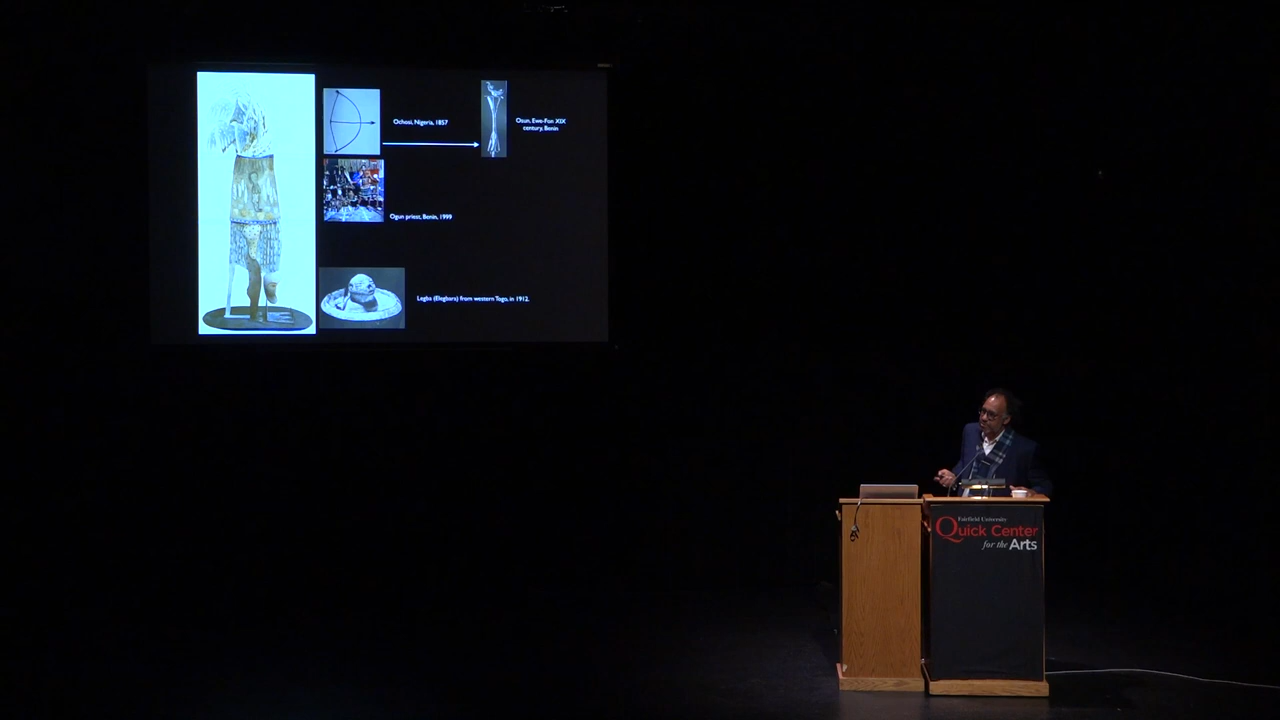 Ochosi, Nigeria, 1857
Osun, Ewe-Fon XIX
century, Benin
Ogun priest, Benin, 1999
Legba (Elegbara) from western Togo, in 1912.
Fairfield University
Quick Center
for the Arts